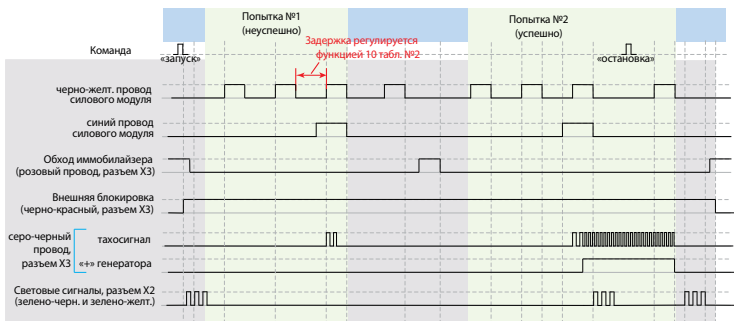 Попытка №1
(неуспешно)
Попытка №2
(успешно)
Задержка регулируется
функцией 10 табл. №2
Команда
«запуск»
«остановка»
черно-желт. провод
силового модуля
синий провод
силового модуля
Обход иммобилайзера
(розовый провод, разъем X3)
Внешняя блокировка
(черно-красный, разъем X3)
серо-черный
провод,
разъем X3
тахосигнал
«+» генератора
Световые сигналы, разъем X2
(зелено-черн. и зелено-желт.)